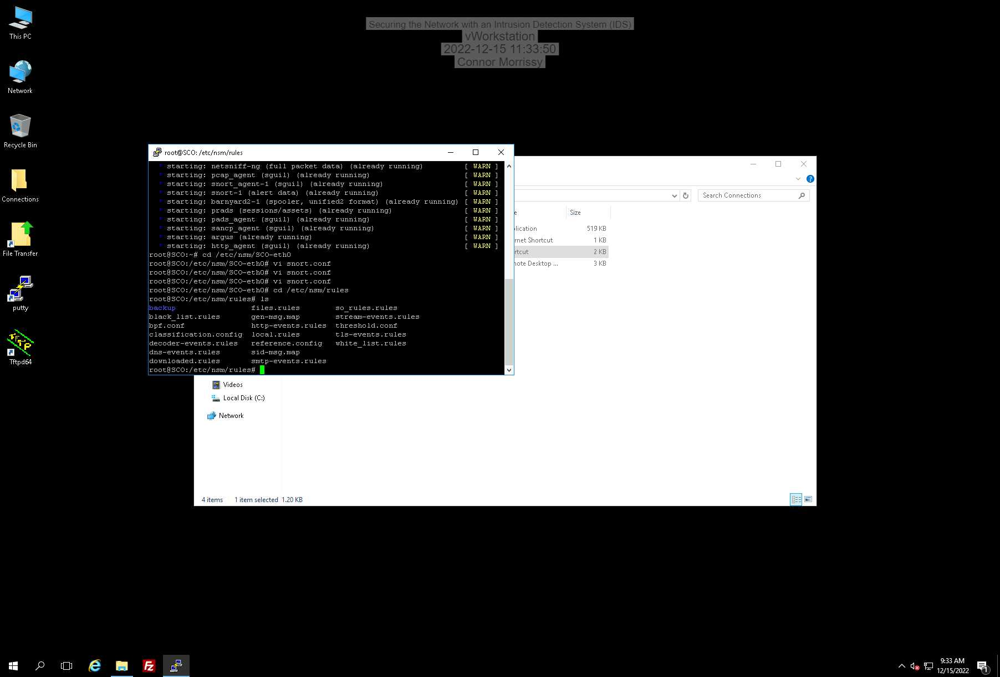 Securing the Network with an Intrusion Detection System (IDS)
vWorkstation
2022-12-15 11:33:50
Connor Morrissy
This PC
Network
Recycle Bin
Connections
File Transfer
putty
Tftpd64
root@SCO: /etc/nsm/rules
* starting: netsniff-ng (full packet data) (already running) [ WARN ]
* starting: pcap_agent (sguil) (already running) [ WARN ]
* starting: snort_agent-1 (sguil) (already running) [ WARN ]
* starting: snort-1 (alert data) (already running) [ WARN ]
* starting: barnyard2-1 (spooler, unified2 format) (already running) [ WARN ]
* starting: prads (sessions/assets) (already running) [ WARN ]
* starting: pads_agent (sguil) (already running) [ WARN ]
* starting: sancp_agent (sguil) (already running) [ WARN ]
* starting: argus (already running) [ WARN ]
* starting: http_agent (sguil) (already running) [ WARN ]
root@SCO:~# cd /etc/nsm/SCO-eth0
root@SCO:/etc/nsm/SCO-eth0# vi snort.conf
root@SCO:/etc/nsm/SCO-eth0# vi snort.conf
root@SCO:/etc/nsm/SCO-eth0# vi snort.conf
root@SCO:/etc/nsm/SCO-eth0# cd /etc/nsm/rules
root@SCO:/etc/nsm/rules# ls
backup files.rules so_rules.rules
black_list.rules gen-msg.map stream-events.rules
bpf.conf http-events.rules threshold.conf
classification.config local.rules tls-events.rules
decoder-events.rules reference.config white_list.rules
dns-events.rules sid-msg.map
downloaded.rules smtp-events.rules
root@SCO:/etc/nsm/rules#
Search Connections
e Size
lication 519 KB
rnet Shortcut 1 KB
rtcut 2 KB
note Desktop ... 3 KB
Videos
Local Disk (C:)
Network
4 items 1 item selected 1.20 KB
9:33 AM
12/15/2022
1